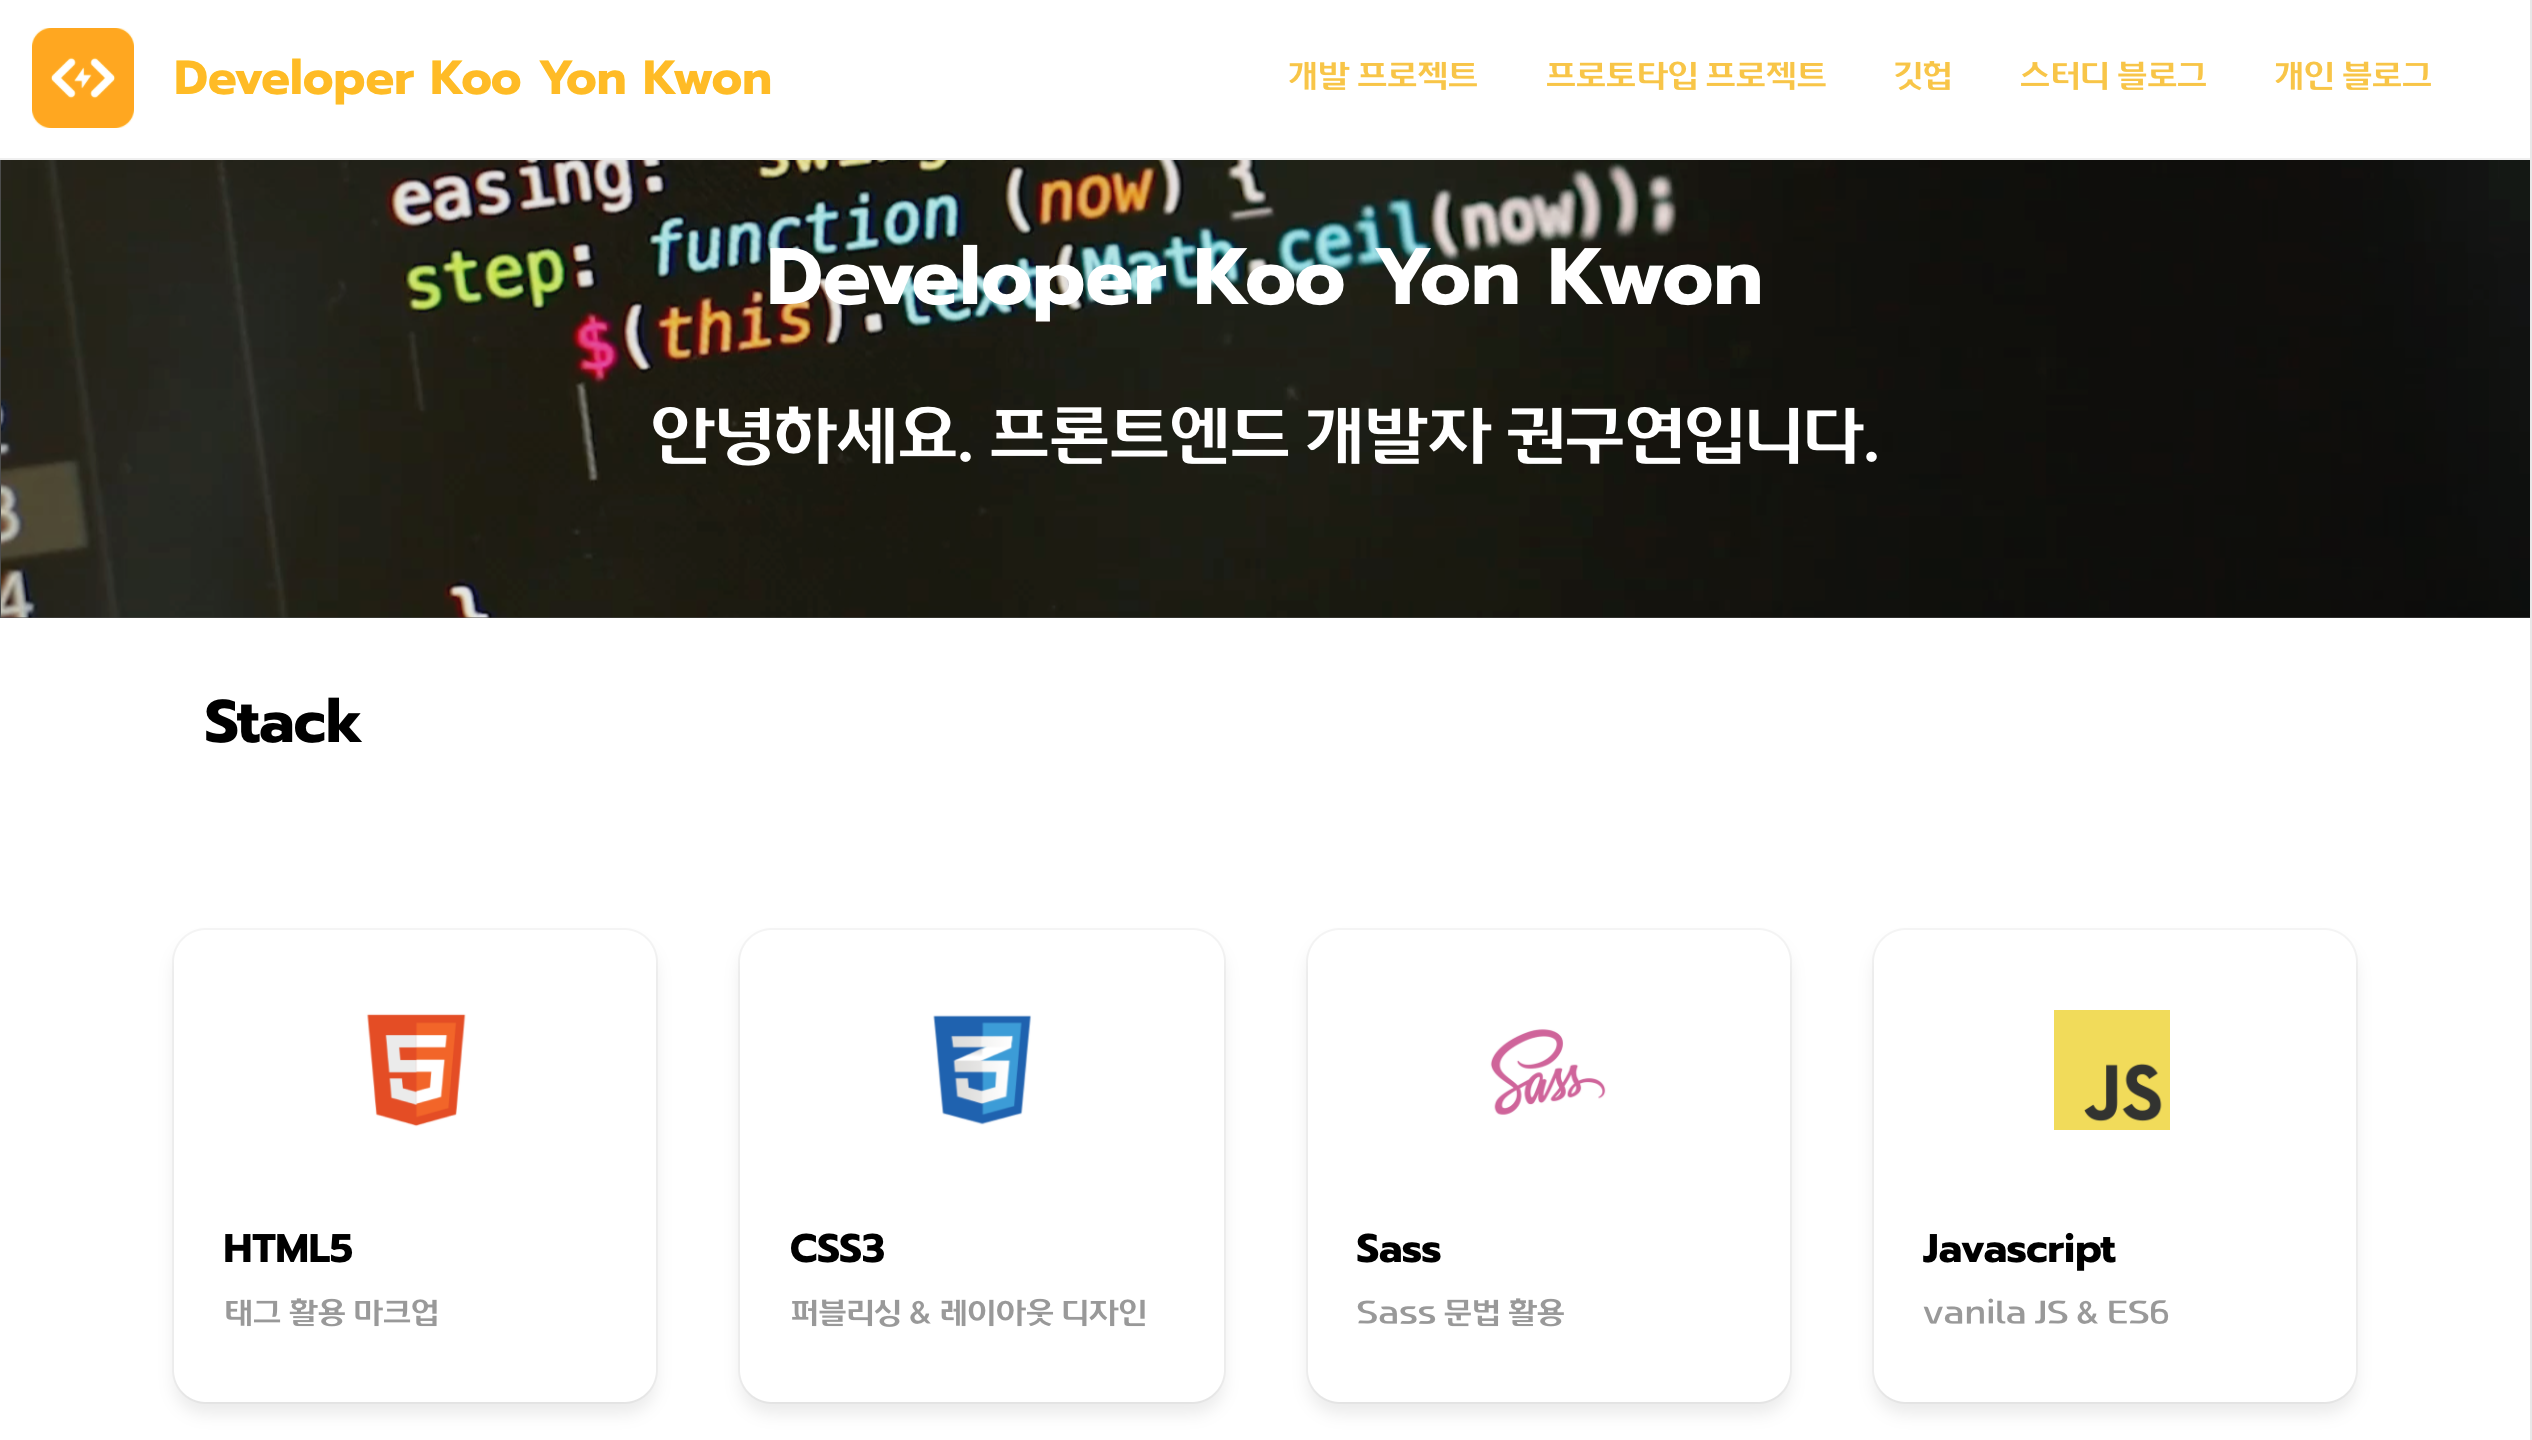 Developer Koo Yon Kwon
개발 프로젝트 프로토타입 프로젝트 깃헙 스터디 블로그 개인 블로그
easing:
step: function (now) {
$(this).text(Math.ceil(now));
Developer Koo Yon Kwon
안녕하세요. 프론트엔드 개발자 권구연입니다.
3
4 }
Stack
5 3 Sass JS
HTML5 CSS3 Sass Javascript
태그 활용 마크업 퍼블리싱 & 레이아웃 디자인 Sass 문법 활용 vanila JS & ES6